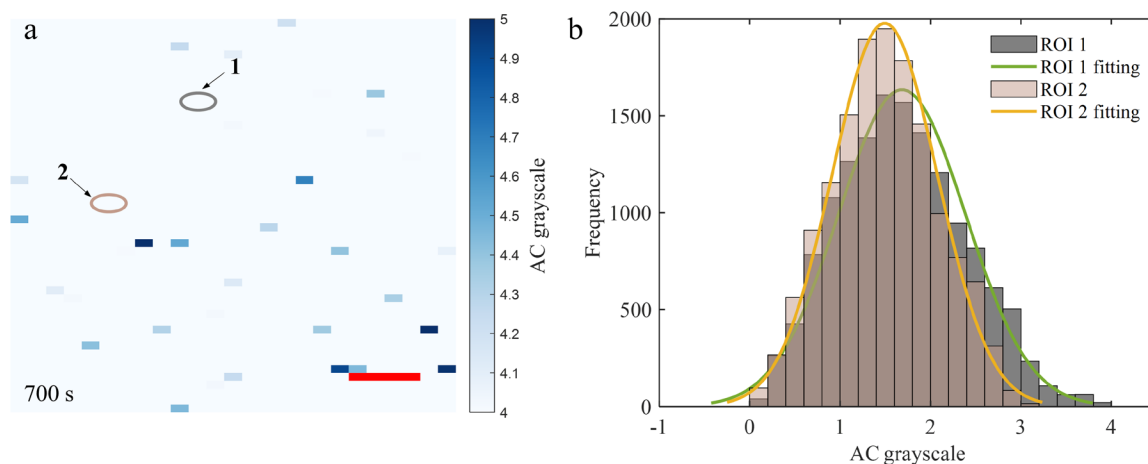 a
1
2
700 s
5
4.9
4.8
4.7
4.6
4.5
4.4
4.3
4.2
4.1
4
AC grayscale
b
2000
1500
1000
500
0
Frequency
-1
0
1
2
3
4
AC grayscale
ROI 1
ROI 1 fitting
ROI 2
ROI 2 fitting